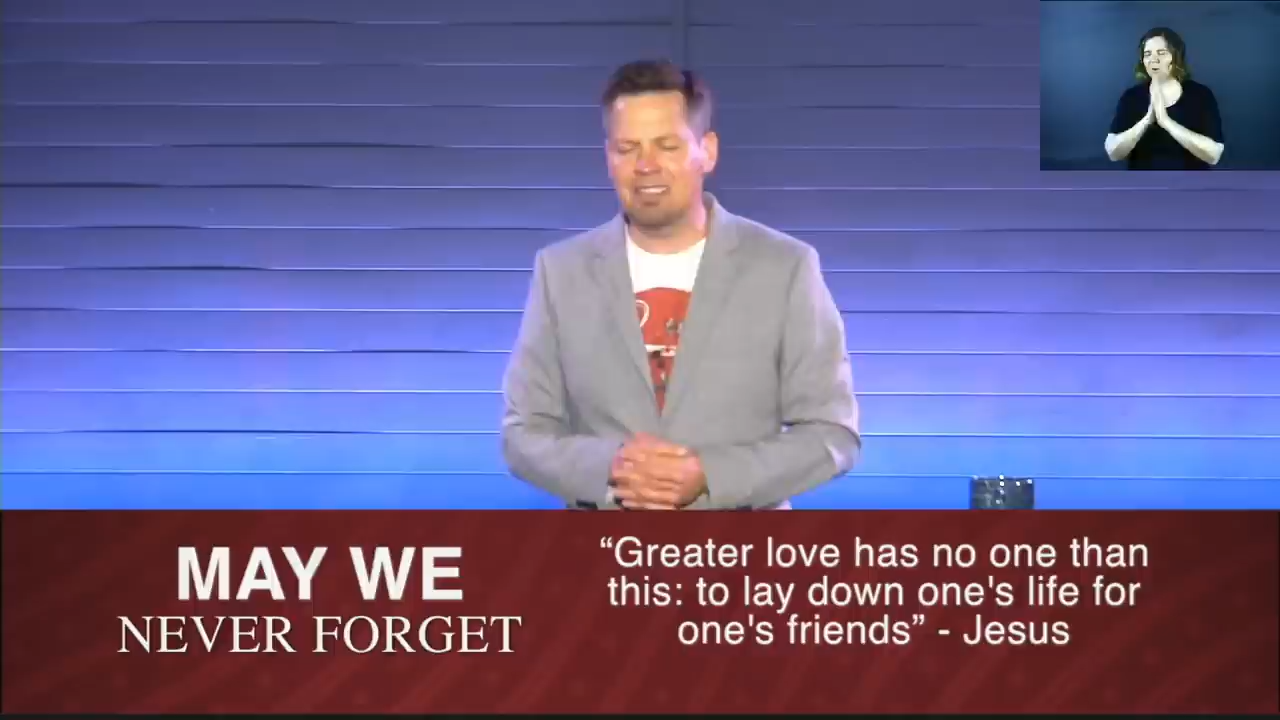 MAY WE
NEVER FORGET
“Greater love has no one than
this: to lay down one's life for
one's friends” - Jesus